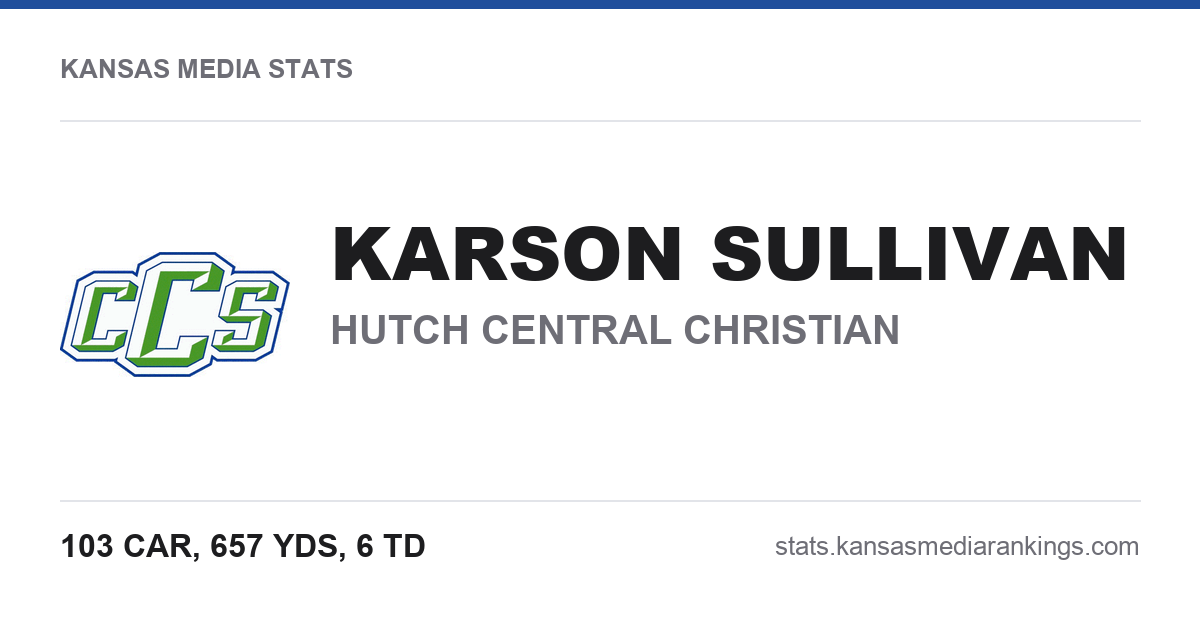 KANSAS MEDIA STATS
KARSON SULLIVAN
HUTCH CENTRAL CHRISTIAN
CCS
103 CAR, 657 YDS, 6 TD
stats.kansasmediarankings.com